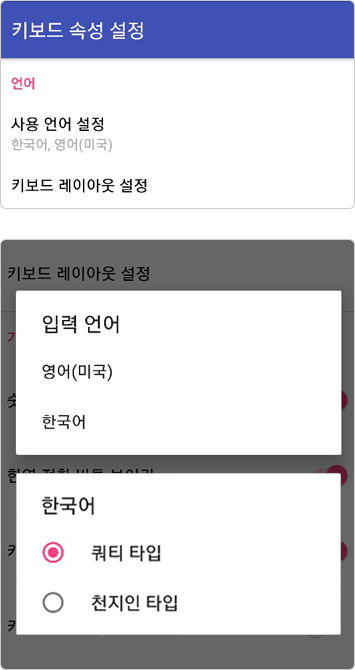 키보드 속성 설정
언어
사용 언어 설정
한국어, 영어(미국)
키보드 레이아웃 설정
키보드 레이아웃 설정
입력 언어
영어(미국)
한국어
한국어
쿼티 타입
천지인 타입